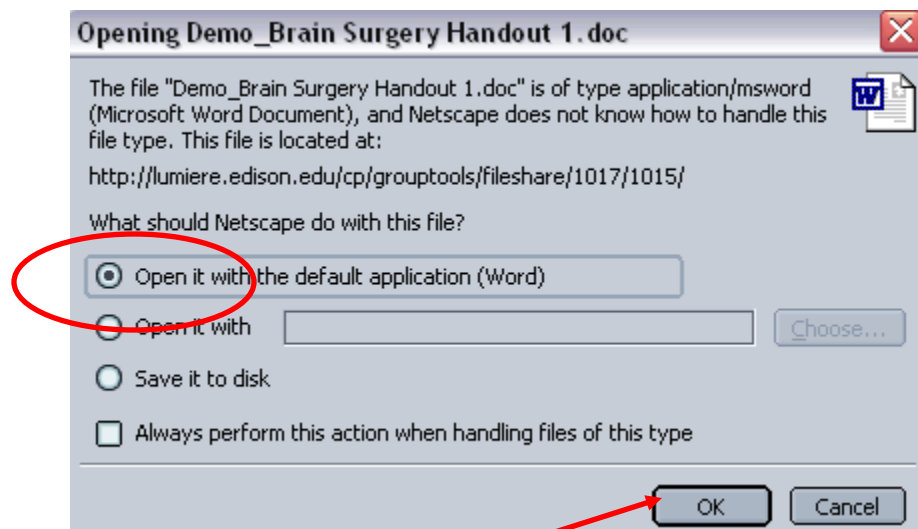 Opening Demo_Brain Surgery Handout 1.doc
The file "Demo_Brain Surgery Handout 1.doc" is of type application/msword
(Microsoft Word Document), and Netscape does not know how to handle this
file type. This file is located at:
http://lumiere.edison.edu/cp/grouptools/fileshare/1017/1015/
What should Netscape do with this file?
Open it with the default application (Word)
Open it with
Choose...
Save it to disk
Always perform this action when handling files of this type
OK
Cancel